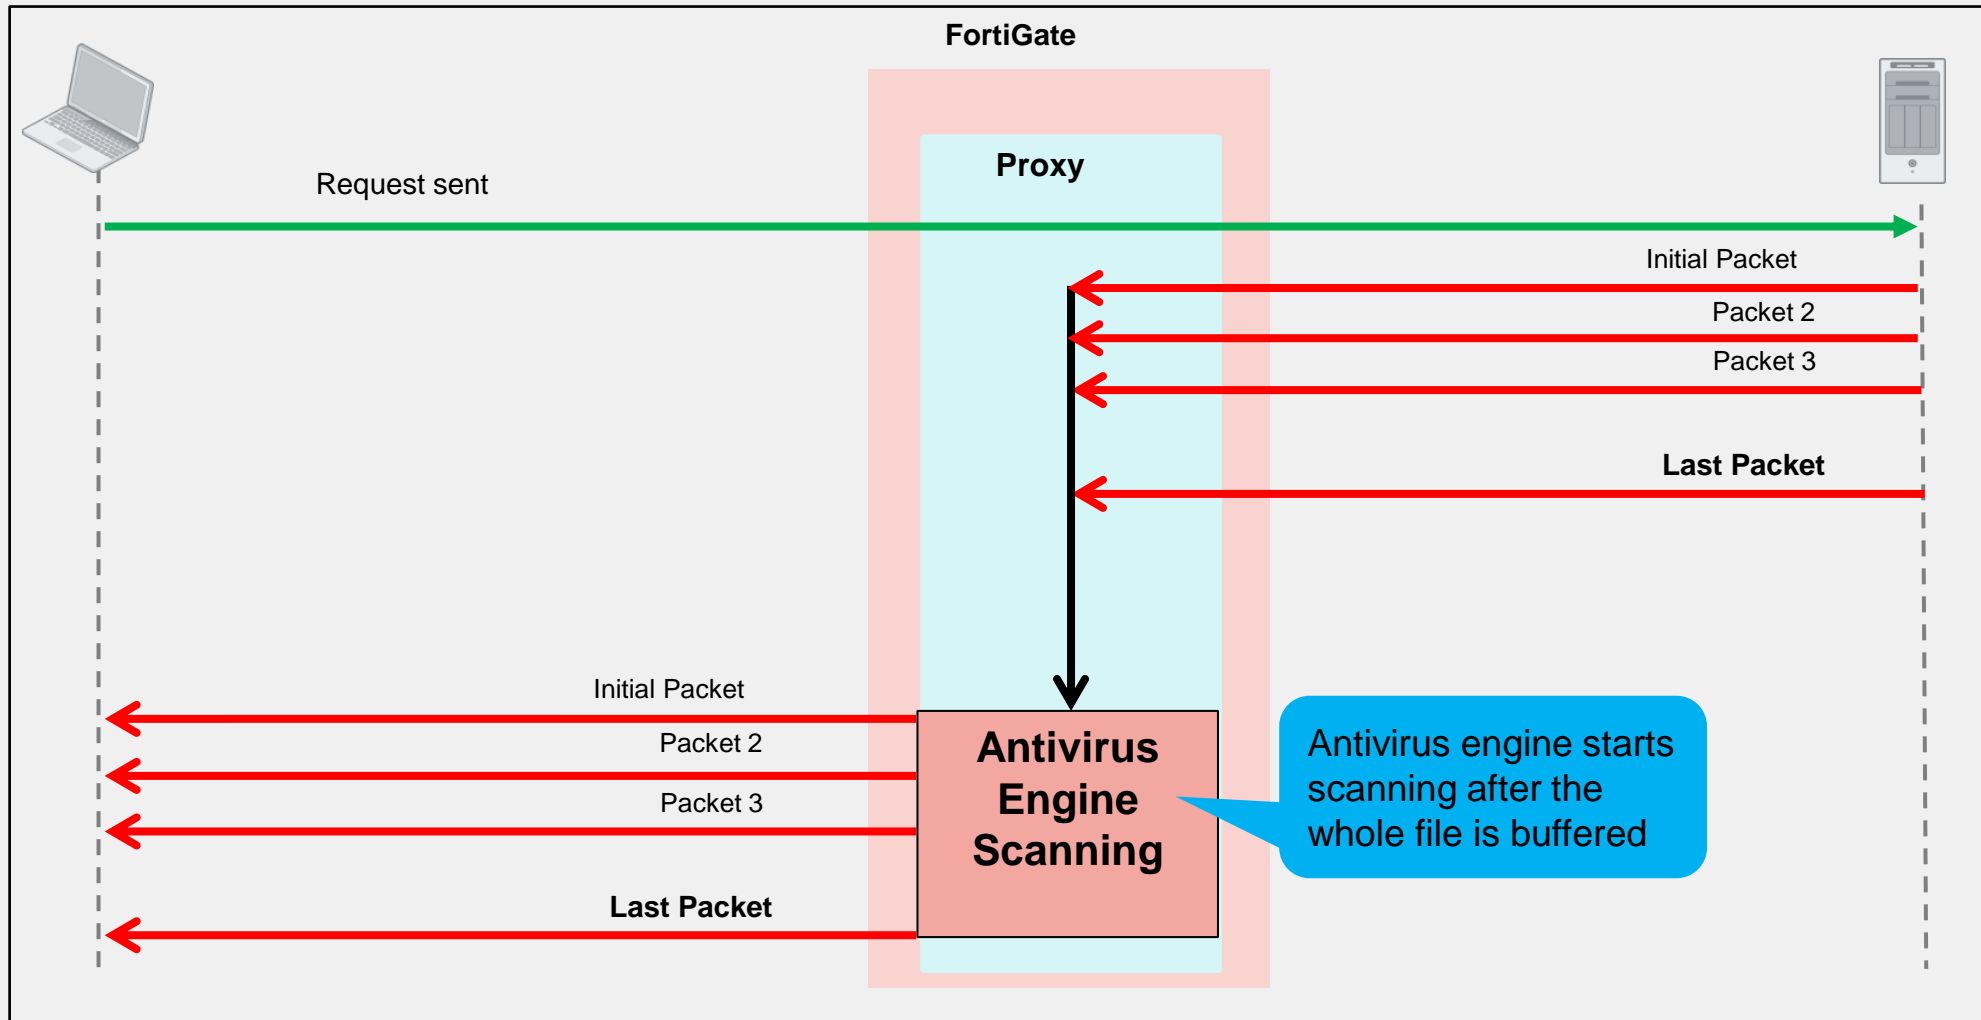 FortiGate
Proxy
Request sent
Initial Packet
Packet 2
Packet 3
Last Packet
Initial Packet
Packet 2
Packet 3
Last Packet
Antivirus
Engine
Scanning
Antivirus engine starts
scanning after the
whole file is buffered